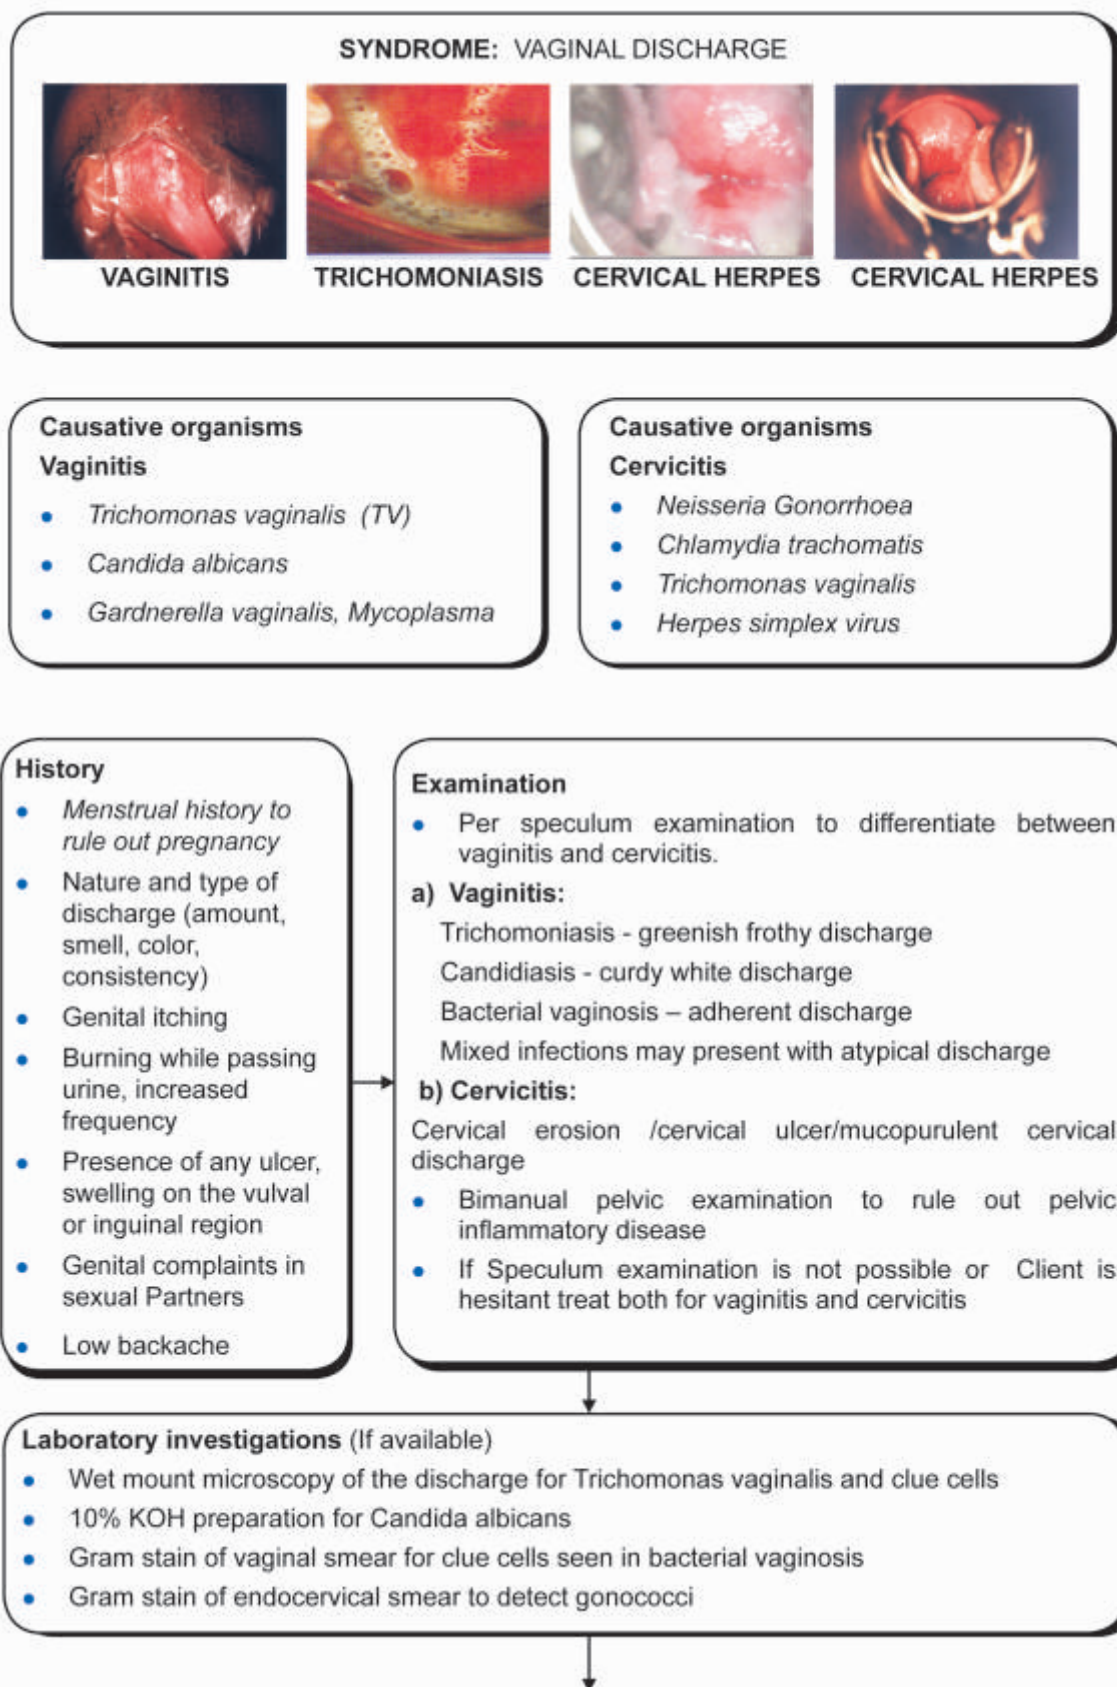 SYNDROME: VAGINAL DISCHARGE
VAGINITIS
TRICHOMONIASIS
CERVICAL HERPES
CERVICAL HERPES
Causative organisms
Vaginitis
Trichomonas vaginalis (TV)
Candida albicans
Gardnerella vaginalis, Mycoplasma
Causative organisms
Cervicitis
Neisseria Gonorrhoea
Chlamydia trachomatis
Trichomonas vaginalis
Herpes simplex virus
History
Menstrual history to
rule out pregnancy
Nature and type of
discharge (amount,
smell, color,
consistency)
Genital itching
Burning while passing
urine, increased
frequency
Presence of any ulcer,
swelling on the vulval
or inguinal region
Genital complaints in
sexual Partners
Low backache
Examination
Per speculum examination to differentiate between
vaginitis and cervicitis.
a) Vaginitis:
Trichomoniasis - greenish frothy discharge
Candidiasis - curdy white discharge
Bacterial vaginosis – adherent discharge
Mixed infections may present with atypical discharge
b) Cervicitis:
Cervical erosion /cervical ulcer/mucopurulent cervical
discharge
Bimanual pelvic examination to rule out pelvic
inflammatory disease
If Speculum examination is not possible or Client is
hesitant treat both for vaginitis and cervicitis
Laboratory investigations (If available)
Wet mount microscopy of the discharge for Trichomonas vaginalis and clue cells
10% KOH preparation for Candida albicans
Gram stain of vaginal smear for clue cells seen in bacterial vaginosis
Gram stain of endocervical smear to detect gonococci